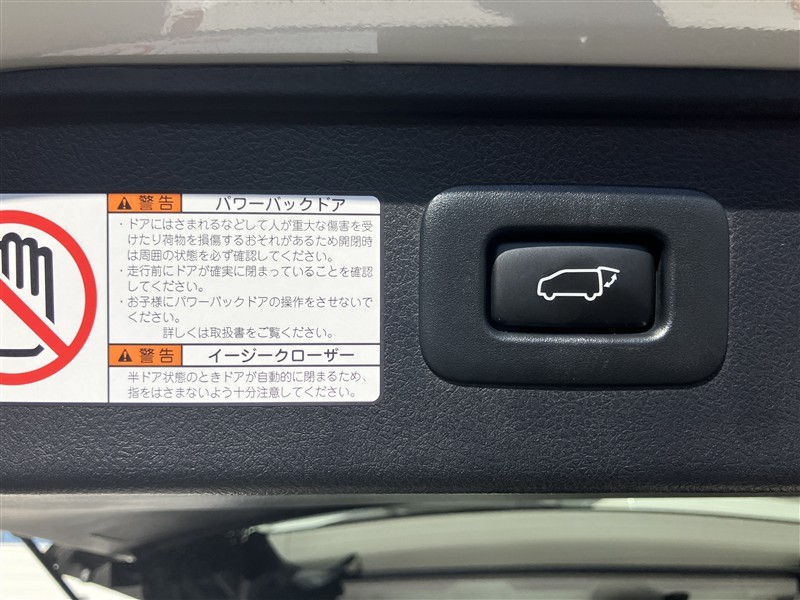 警告 パワーバックドア
・ドアにはさまれるなどして人が重大な傷害を受
けたり荷物を損傷するおそれがあるため開閉時
は周囲の状態を必ず確認してください。
・走行前にドアが確実に閉まっていることを確認
してください。
・お子様にパワーバックドアの操作をさせないで
ください。
詳しくは取扱書をご覧ください。
警告 イージークローザー
半ドア状態のときドアが自動的に閉まるため、
指をはさまないよう十分注意してください。